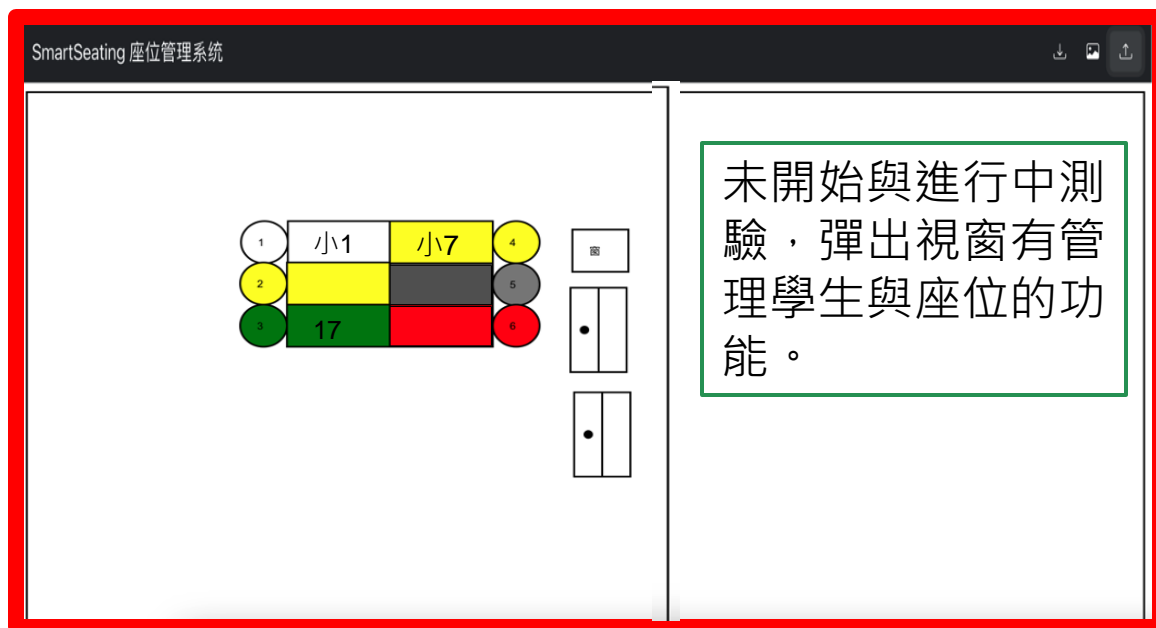 SmartSeating 座位管理系统
1 小1 小7 4
窗
2 5
3 17 6
未開始與進行中測
驗，彈出視窗有管
理學生與座位的功
能。